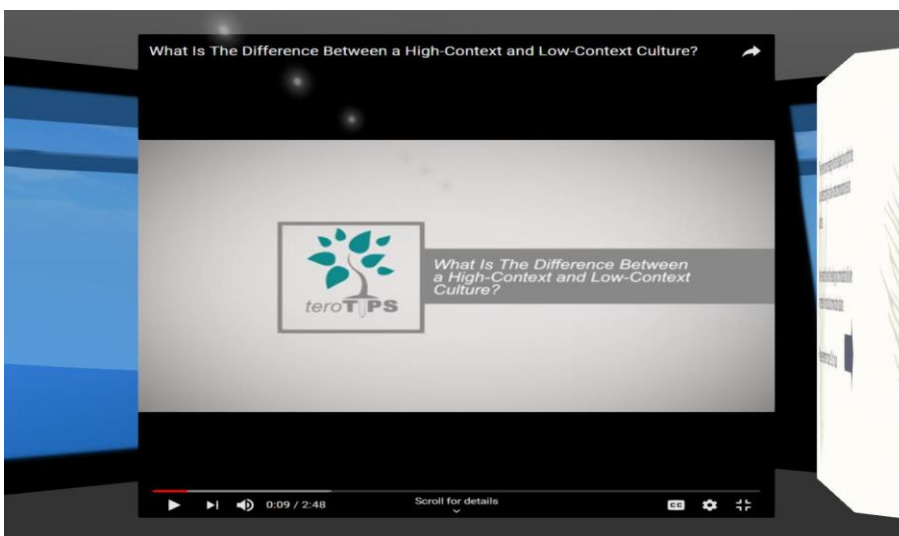 What Is The Difference Between a High-Context and Low-Context Culture?
What Is The Difference Between
a High-Context and Low-Context
Culture?
teroTIPS
0:09 / 2:48
Scroll for details
CC